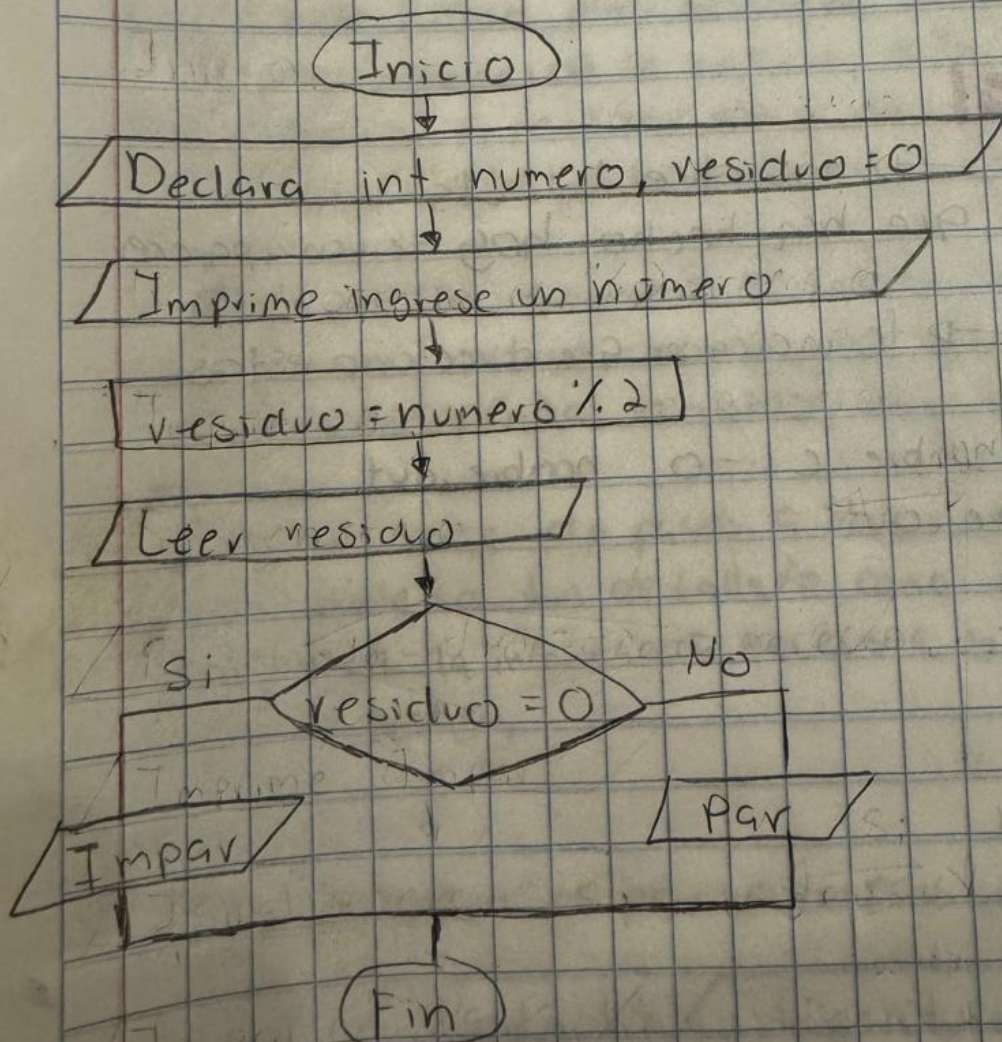 Inicio
Declara int numero, residuo = 0
Imprime ingrese un número
residuo = numero % 2
Leer residuo
Si
No
residuo = 0
Impar
Par
Fin